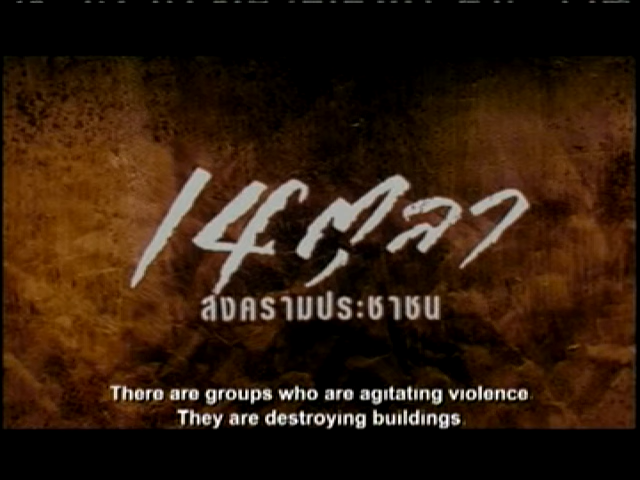 14 ตุลา
สงครามประชาชน
There are groups who are agitating violence.
They are destroying buildings.